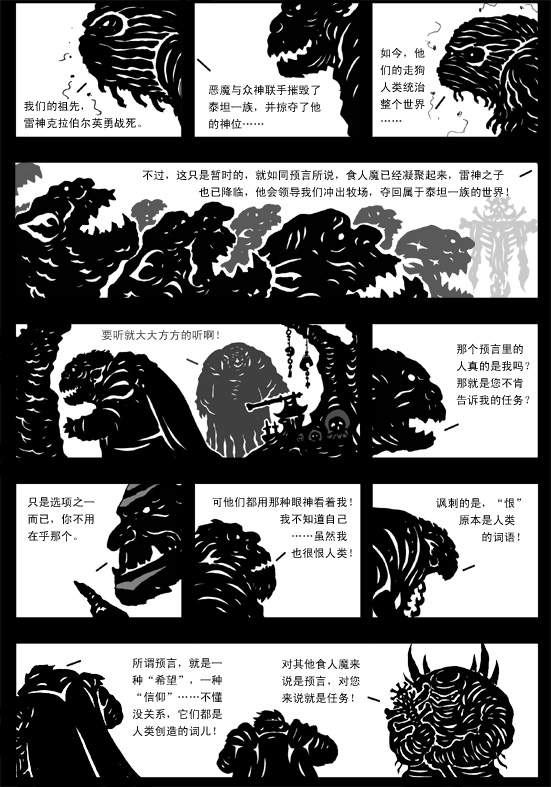 我们的祖先，
雷神克拉伯尔英勇战死。
恶魔与众神联手摧毁了
泰坦一族，并掠夺了他
的神位……
如今，他
们的走狗
人类统治
整个世界
……
不过，这只是暂时的，就如同预言所说，食人魔已经凝聚起来，雷神之子
也已降临，他会领导我们冲出牧场，夺回属于泰坦一族的世界！
要听就大大方方的听啊！
那个预言里的
人真的是我吗？
那就是您不肯
告诉我的任务？
只是选项之一
而已，你不用
在乎那个。
可他们都用那种眼神看着我！
我不知道自己
……虽然我
也很恨人类！
讽刺的是，“恨”
原本是人类
的词语！
所谓预言，就是一
种“希望”，一种
“信仰”……不懂
没关系，它们都是
人类创造的词儿！
对其他食人魔来
说是预言，对您
来说就是任务！